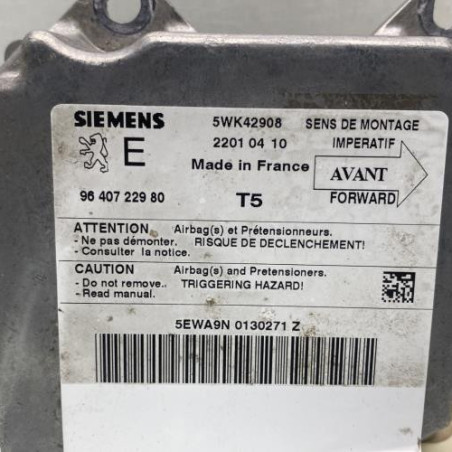 SIEMENS 5WK42908 SENS DE MONTAGE
E 2201 04 10 IMPERATIF
Made in France AVANT
96 407 229 80 T5 FORWARD
ATTENTION Airbag(s) et Prétensionneurs.
- Ne pas démonter. RISQUE DE DECLENCHEMENT!
- Consulter la notice.
CAUTION Airbag(s) and Pretensioners.
- Do not remove.. TRIGGERING HAZARD!
- Read manual.
5EWA9N 0130271 Z